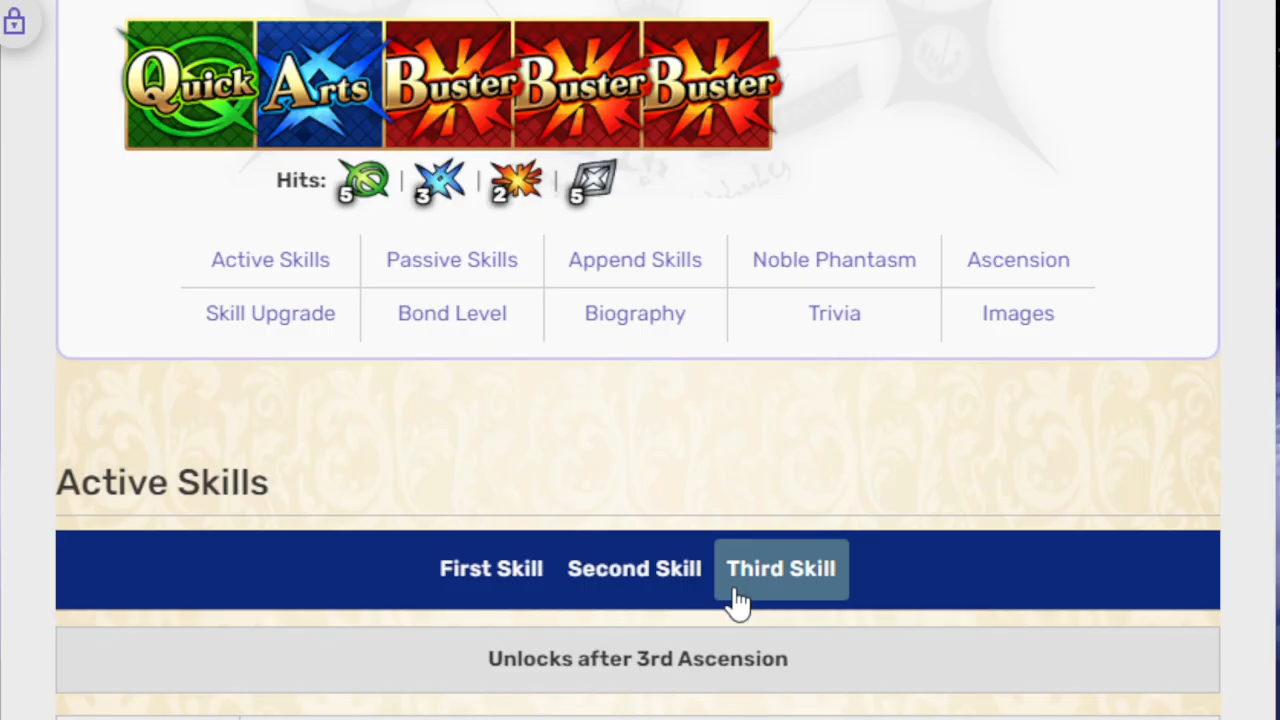 Quick Arts Buster Buster Buster
Hits: 5 | 3 | 2 | 5
Active Skills Passive Skills Append Skills Noble Phantasm Ascension
Skill Upgrade Bond Level Biography Trivia Images
Active Skills
First Skill Second Skill Third Skill
Unlocks after 3rd Ascension